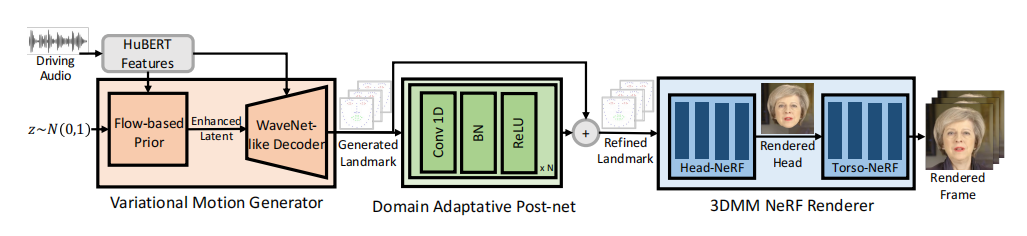 Driving
Audio
HuBERT
Features
z~N(0,1)
Flow-based
Prior
Enhanced
Latent
WaveNet-
like Decoder
Variational Motion Generator
Generated
Landmark
Conv 1D
BN
ReLU
x N
Domain Adaptative Post-net
+
Refined
Landmark
Head-NeRF
Rendered
Head
Torso-NeRF
3DMM NeRF Renderer
Rendered
Frame